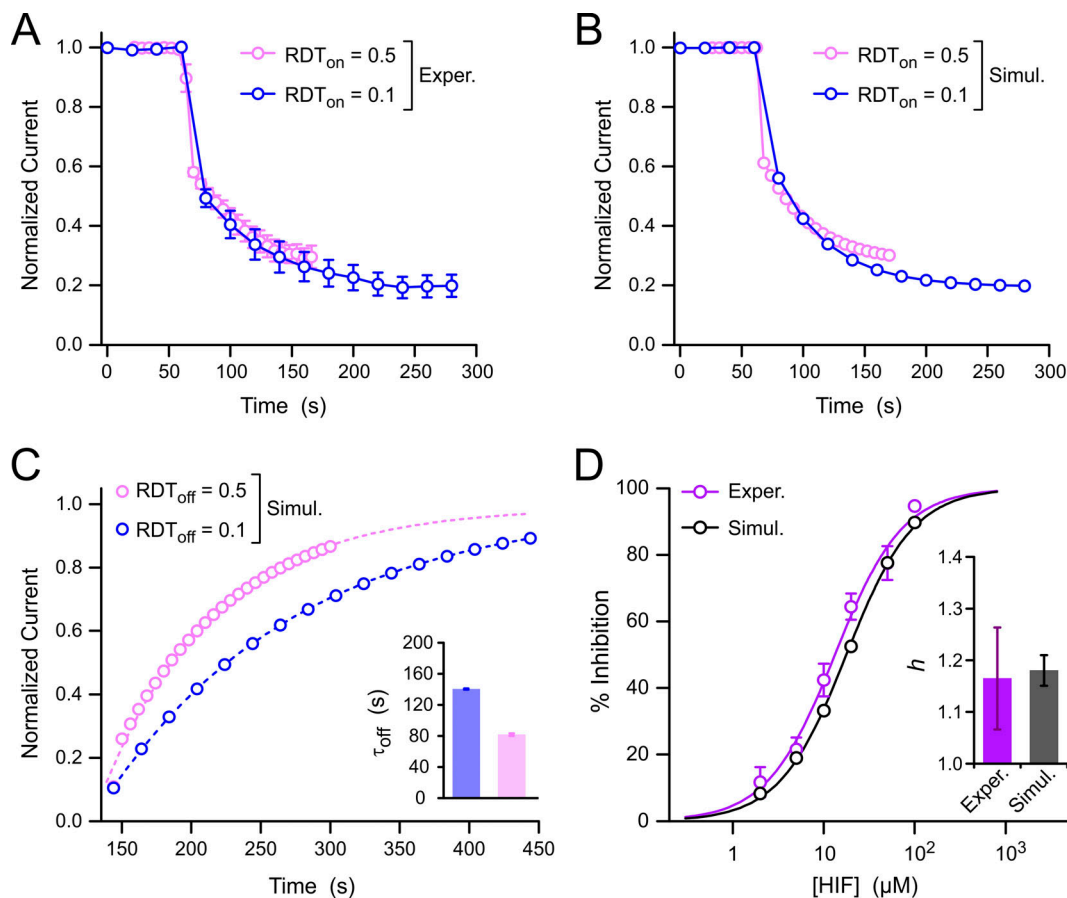 A
Normalized Current
1.0
0.8
0.6
0.4
0.2
0.0
0 50 100 150 200 250 300
Time (s)
RDTon = 0.5
RDTon = 0.1
Exper.
B
Normalized Current
1.0
0.8
0.6
0.4
0.2
0.0
0 50 100 150 200 250 300
Time (s)
RDTon = 0.5
RDTon = 0.1
Simul.
C
Normalized Current
1.0
0.8
0.6
0.4
0.2
0.0
150 200 250 300 350 400 450
Time (s)
RDToff = 0.5
RDToff = 0.1
Simul.
τoff (s)
200
160
120
80
40
0
D
% Inhibition
100
80
60
40
20
0
1 10 10² 10³
[HIF] (μM)
Exper.
Simul.
h
1.4
1.3
1.2
1.1
1.0
Exper.
Simul.